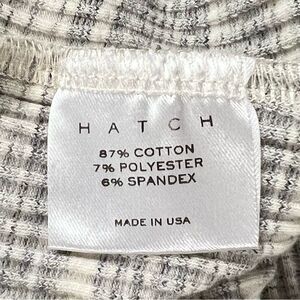 HATCH
87% COTTON
7% POLYESTER
6% SPANDEX
MADE IN USA